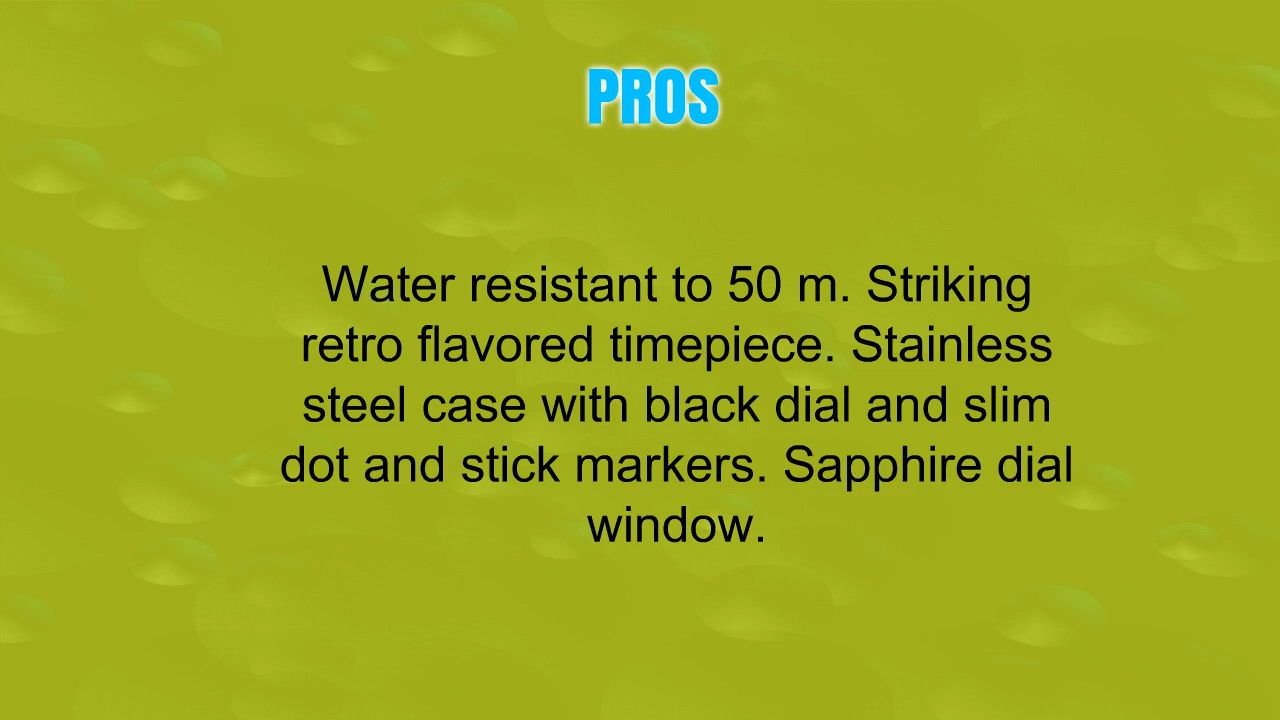 PROS
Water resistant to 50 m. Striking
retro flavored timepiece. Stainless
steel case with black dial and slim
dot and stick markers. Sapphire dial
window.